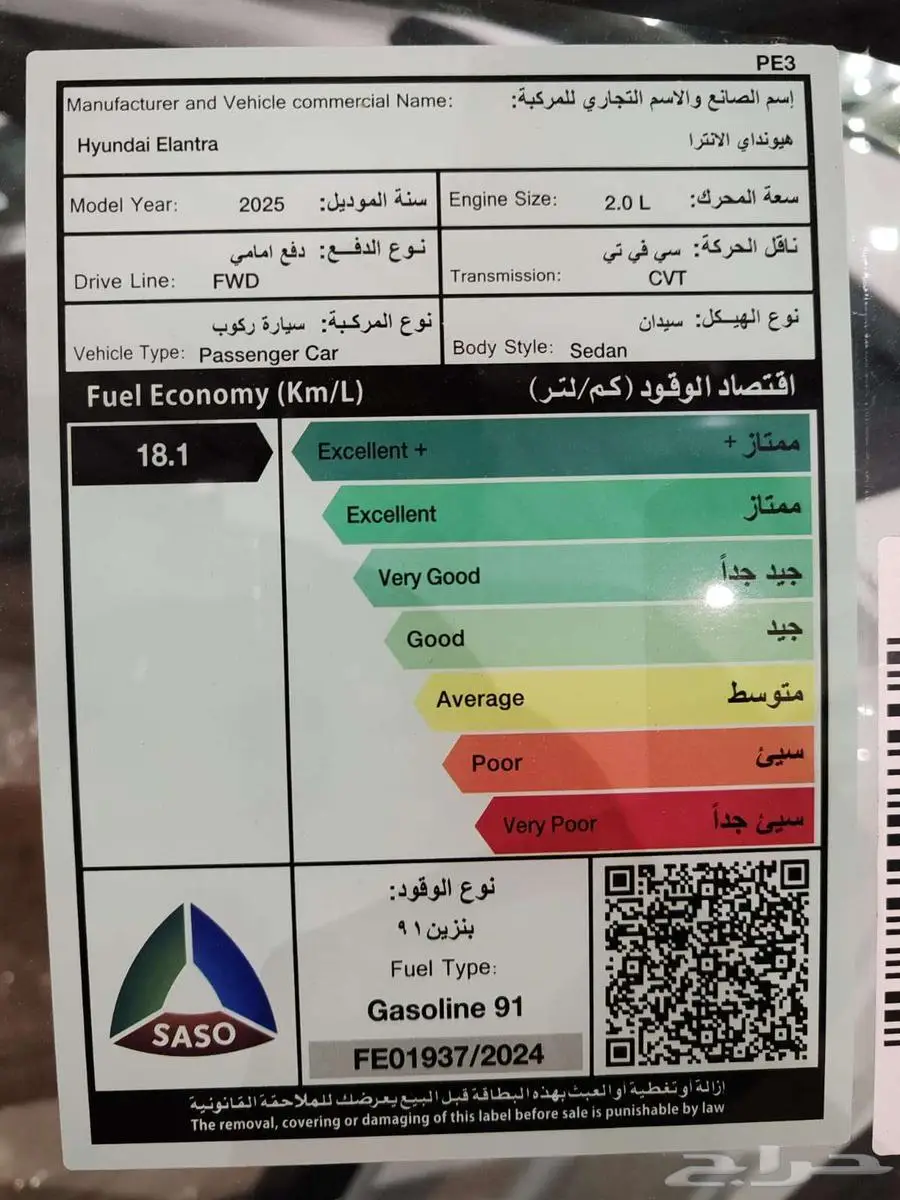 PE3
Manufacturer and Vehicle commercial Name: إسم الصانع والاسم التجاري للمركبة:
Hyundai Elantra هيونداي الانترا
Model Year: 2025 سنة الموديل:
Engine Size: 2.0 L سعة المحرك:
نوع الدفع: دفع امامي
Drive Line: FWD
ناقل الحركة: سي في تي
Transmission: CVT
نوع المركبة: سيارة ركوب
Vehicle Type: Passenger Car
نوع الهيكل: سيدان
Body Style: Sedan
Fuel Economy (Km/L) اقتصاد الوقود (كم/لتر)
18.1
Excellent + ممتاز +
Excellent ممتاز
Very Good جيد جداً
Good جيد
Average متوسط
Poor سيئ
Very Poor سيئ جداً
SASO
نوع الوقود:
بنزين ٩١
Fuel Type:
Gasoline 91
FE01937/2024
إزالة أو تغطية أو العبث بهذه البطاقة قبل البيع يعرضك للملاحقة القانونية
The removal, covering or damaging of this label before sale is punishable by law
حراج